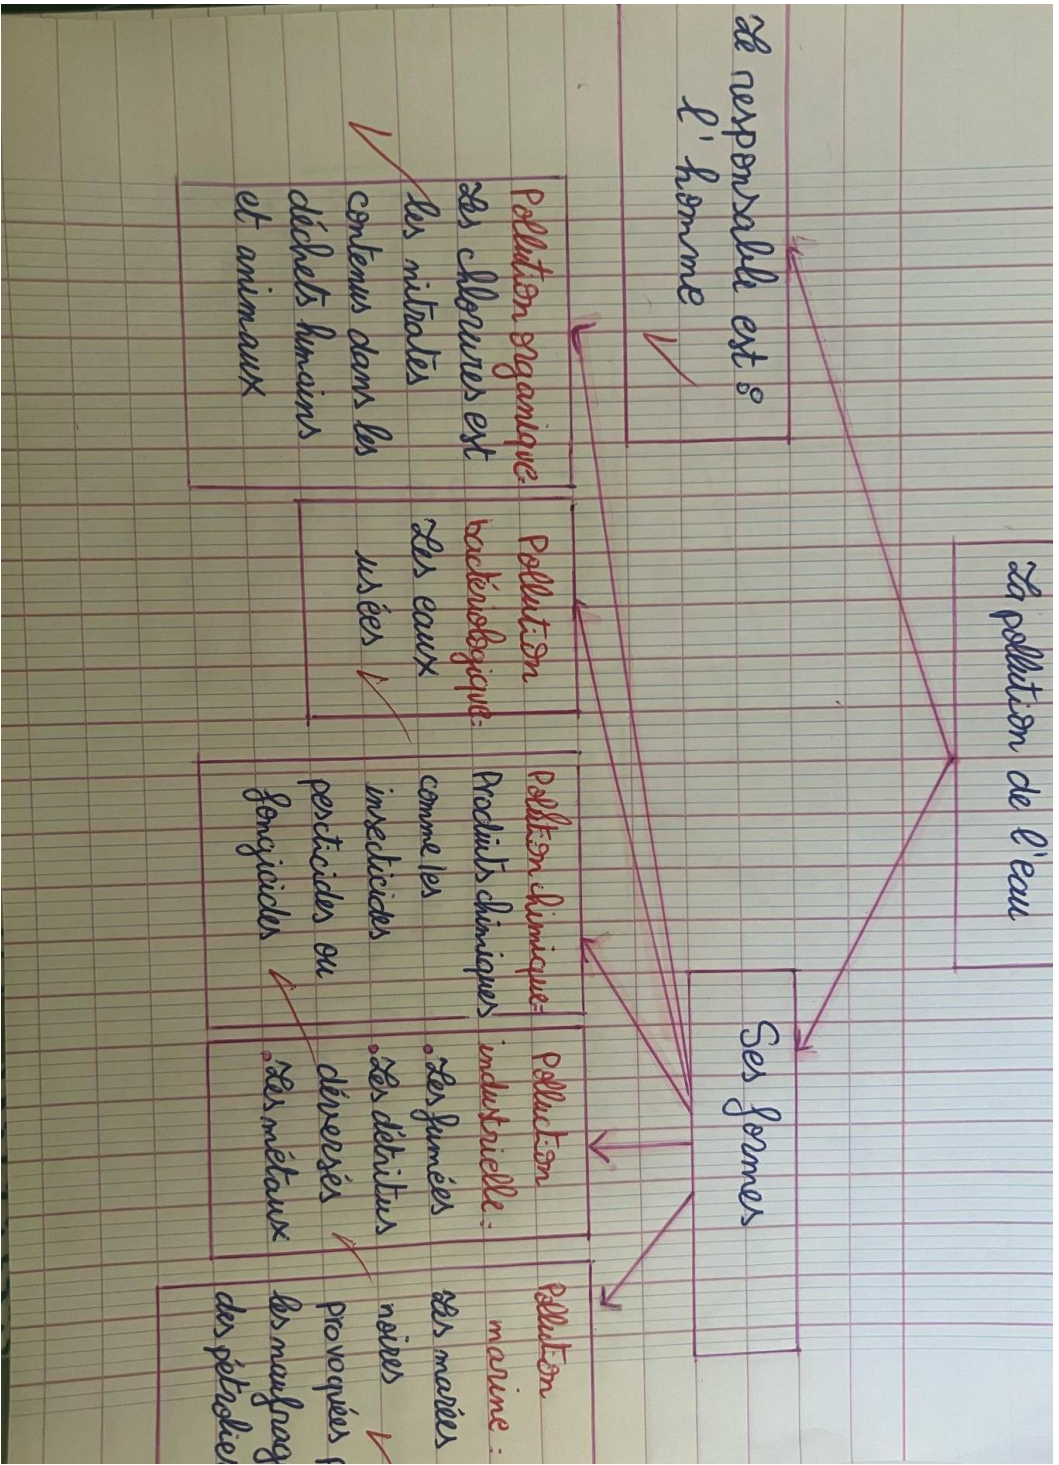 La pollution de l'eau
Le responsable est :
l'homme
Ses formes
Pollution organique:
Les chlorures est
les nitrates
contenus dans les
déchets humains
et animaux
Pollution
bactériologique:
Les eaux
usées
Pollution chimique:
Produits chimiques
comme les
insecticides
pescticides ou
fongicides
Polluction
industrielle:
. Les fumées
. Les détritus
déversés
. Les métaux
Pollution
marine :
Les marées
noires
provoquées
les naufrag
des pétrolie